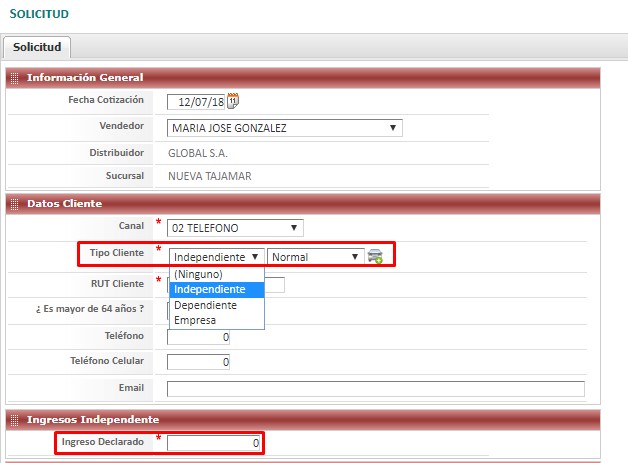 SOLICITUD
Solicitud
Información General
Fecha Cotización 12/07/18 11
Vendedor MARIA JOSE GONZALEZ
Distribuidor GLOBAL S.A.
Sucursal NUEVA TAJAMAR
Datos Cliente
Canal * 02 TELEFONO
Tipo Cliente * Independiente Normal
(Ninguno)
RUT Cliente * Independiente
¿ Es mayor de 64 años ? Dependiente
Empresa
Teléfono 0
Teléfono Celular 0
Email
Ingresos Independente
Ingreso Declarado * 0